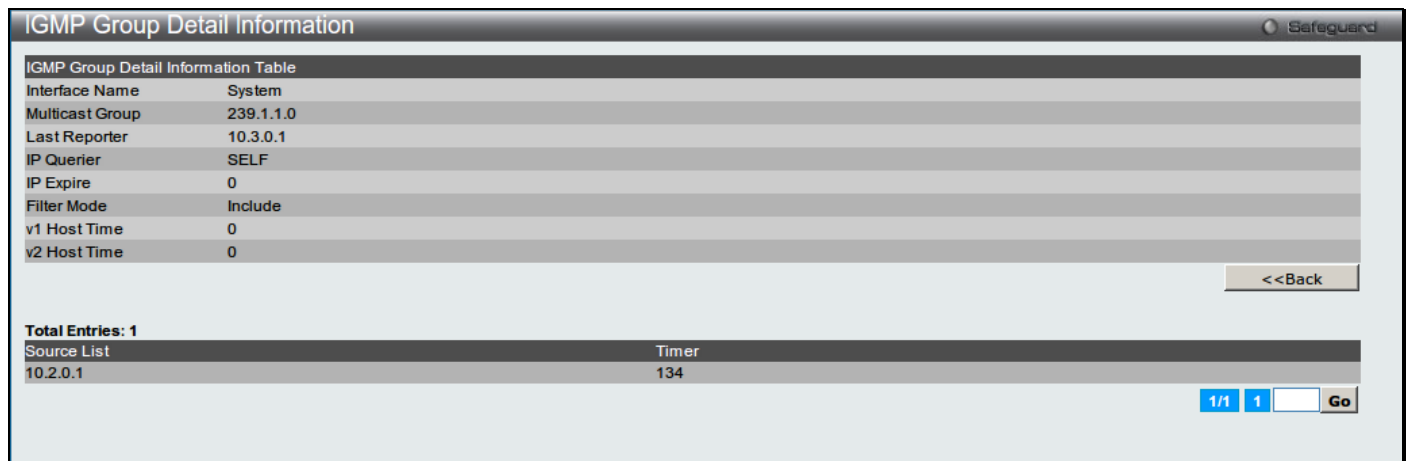 IGMP Group Detail Information
Safeguard
IGMP Group Detail Information Table
Interface Name System
Multicast Group 239.1.1.0
Last Reporter 10.3.0.1
IP Querier SELF
IP Expire 0
Filter Mode Include
v1 Host Time 0
v2 Host Time 0
<<Back
Total Entries: 1
Source List Timer
10.2.0.1 134
1/1 1 Go